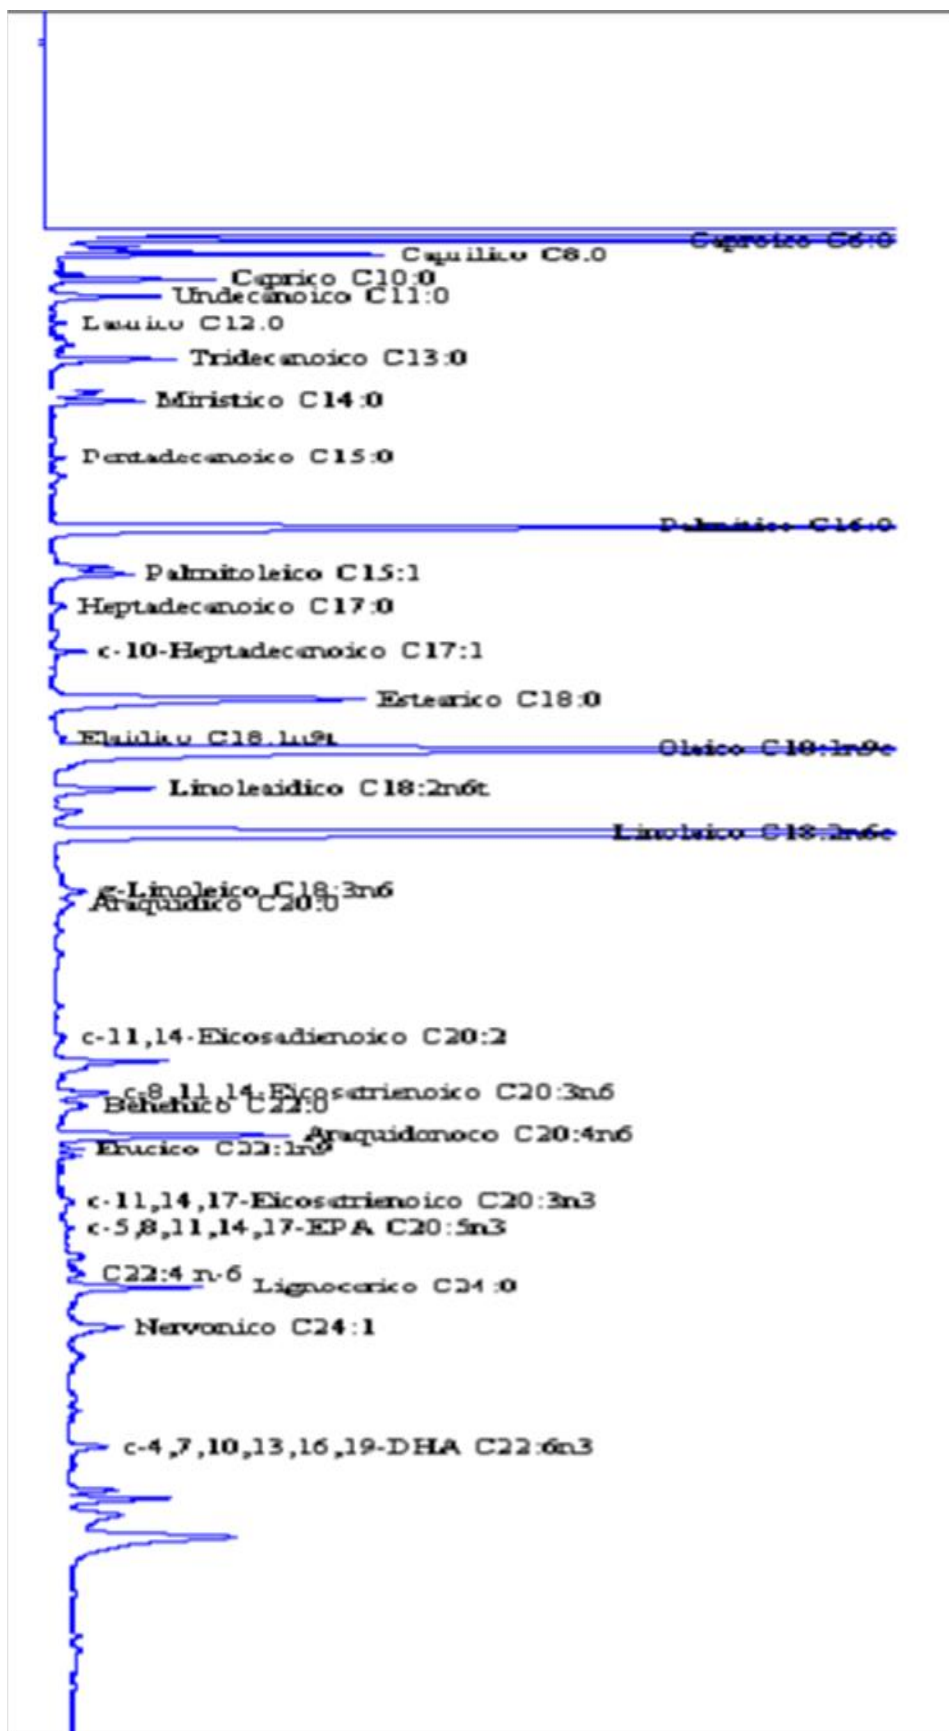 Caproico C6:0
Caprilico C8:0
Caprico C10:0
Undecanoico C11:0
Laurico C12:0
Tridecanoico C13:0
Miristico C14:0
Pentadecanoico C15:0
Palmitico C16:0
Palmitoleico C15:1
Heptadecanoico C17:0
c-10-Heptadecanoico C17:1
Estearico C18:0
Elaidico C18:1n9t
Oleico C18:1n9c
Linoleaidico C18:2n6t
Linoleico C18:2n6c
g-Linoleico C18:3n6
Araquidico C20:0
c-11,14-Eicosadienoico C20:2
c-8,11,14-Eicosatrienoico C20:3n6
Behenico C22:0
Araquidonoco C20:4n6
Erucico C22:1n9
c-11,14,17-Eicosatrienoico C20:3n3
c-5,8,11,14,17-EPA C20:5n3
C22:4 n-6
Lignocerico C24:0
Nervonico C24:1
c-4,7,10,13,16,19-DHA C22:6n3